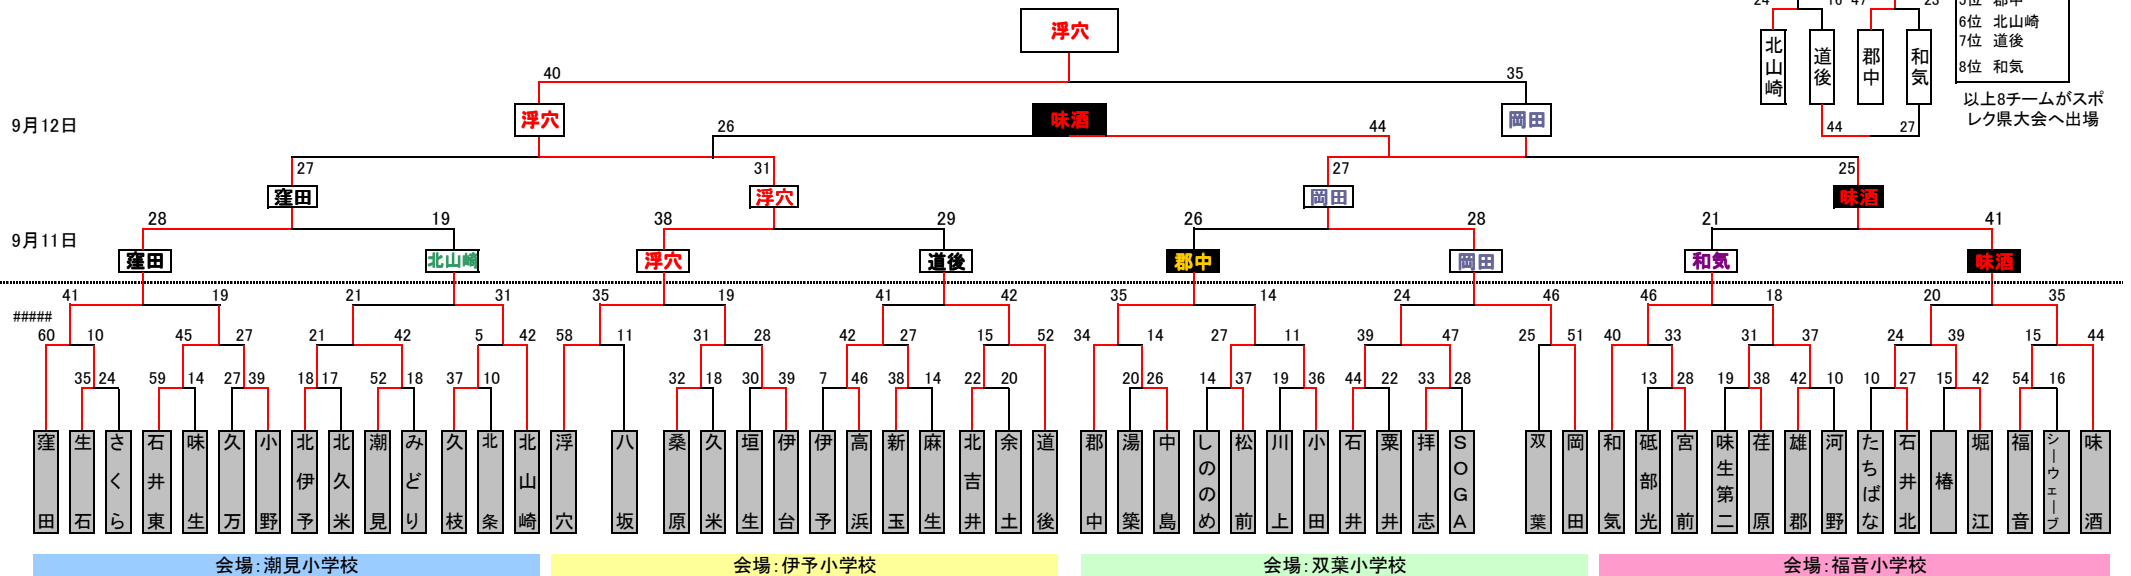 24 16 47 23
5位 郡中
6位 北山崎
7位 道後
8位 和気
北山崎
道後
郡中
和気
44 27
以上8チームがスポ
レク県大会へ出場
浮穴
40 35
9月12日
浮穴 味酒 岡田
26 44
27 31 27 25
窪田 浮穴 岡田 味酒
28 19 38 29 26 28 21 41
9月11日
窪田 北山崎 浮穴 道後 郡中 岡田 和気 味酒
41 19 21 31 35 19 41 42 35 14 24 46 46 18 20 35
#####
60 10 45 27 21 42 5 42 58 11 31 28 42 27 15 52 34 14 27 11 39 47 25 51 40 33 31 37 24 39 15 44
35 24 59 14 27 39 18 17 52 18 37 10 32 18 30 39 7 46 38 14 22 20 20 26 14 37 19 36 44 22 33 28 13 28 19 38 42 10 10 27 15 42 54 16
窪田
生石
さくら
石井東
味生
久万
小野
北伊予
北久米
潮見
みどり
久枝
北条
北山崎
浮穴
八坂
桑原
久米
垣生
伊台
伊予
高浜
新玉
麻生
北吉井
余土
道後
郡中
湯築
中島
しののめ
松前
川上
小田
石井
粟井
拝志
SOGA
双葉
岡田
和気
砥部光
宮前
味生第二
荏原
雄郡
河野
たちばな
石井北
椿
堀江
福音
シーウェーブ
味酒
会場:潮見小学校
会場:伊予小学校
会場:双葉小学校
会場:福音小学校